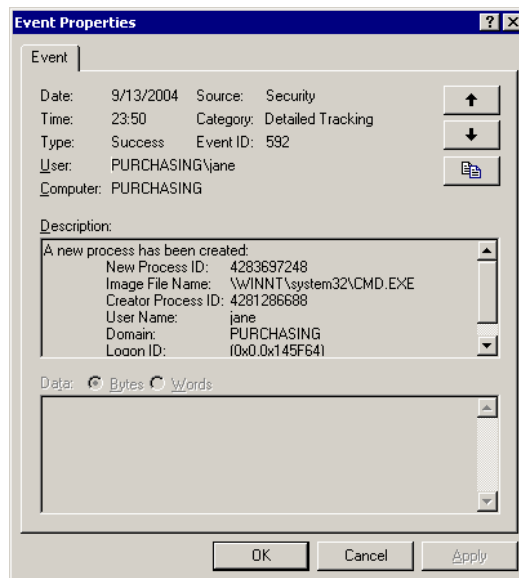 Event Properties
Event
Date: 9/13/2004 Source: Security
Time: 23:50 Category: Detailed Tracking
Type: Success Event ID: 592
User: PURCHASING\jane
Computer: PURCHASING
Description:
A new process has been created:
New Process ID: 4283697248
Image File Name: \WINNT\system32\CMD.EXE
Creator Process ID: 4281286688
User Name: jane
Domain: PURCHASING
Logon ID: (0x0,0x145F64)
Data: Bytes Words
OK Cancel Apply